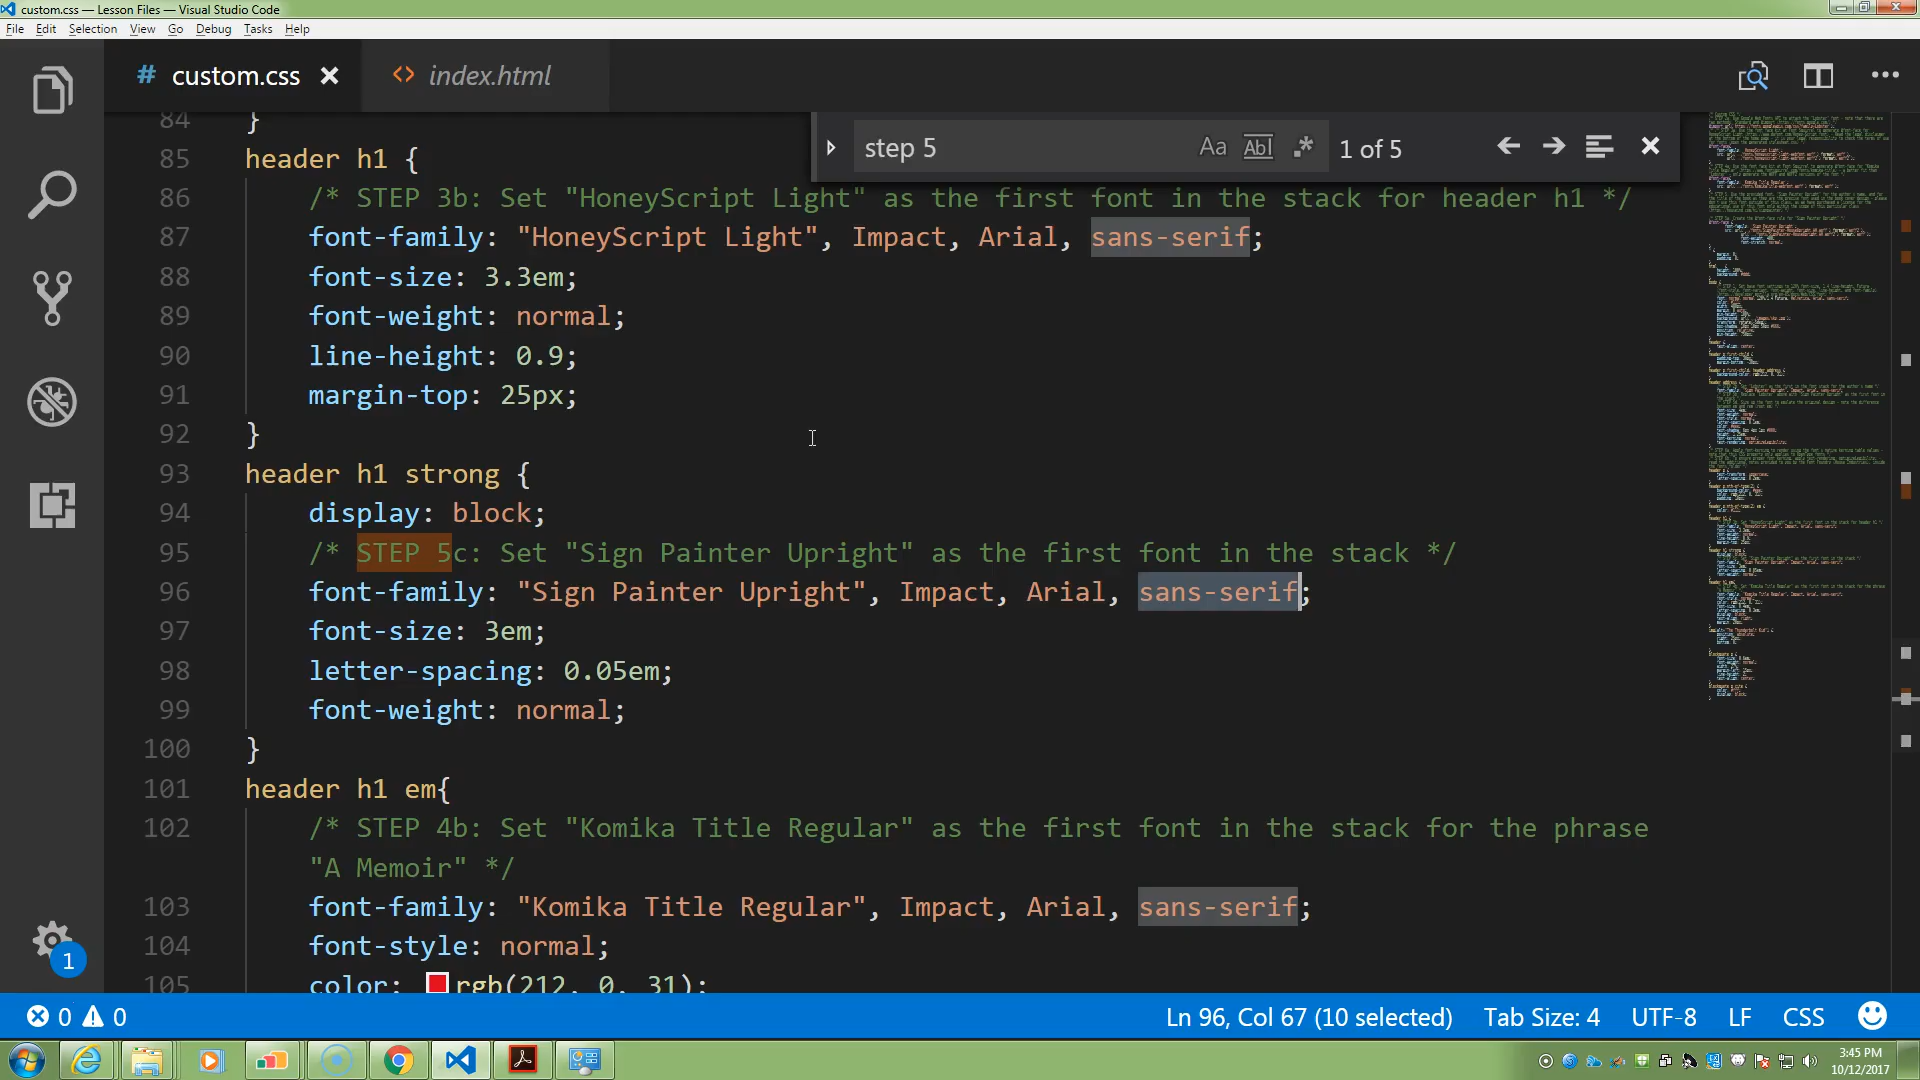 custom.css — Lesson Files — Visual Studio Code
File Edit Selection View Go Debug Tasks Help
# custom.css × <> index.html
step 5 Aa Abl .* 1 of 5
84 }
85 header h1 {
86 /* STEP 3b: Set "HoneyScript Light" as the first font in the stack for header h1 */
87 font-family: "HoneyScript Light", Impact, Arial, sans-serif;
88 font-size: 3.3em;
89 font-weight: normal;
90 line-height: 0.9;
91 margin-top: 25px;
92 }
93 header h1 strong {
94 display: block;
95 /* STEP 5c: Set "Sign Painter Upright" as the first font in the stack */
96 font-family: "Sign Painter Upright", Impact, Arial, sans-serif;
97 font-size: 3em;
98 letter-spacing: 0.05em;
99 font-weight: normal;
100 }
101 header h1 em{
102 /* STEP 4b: Set "Komika Title Regular" as the first font in the stack for the phrase
"A Memoir" */
103 font-family: "Komika Title Regular", Impact, Arial, sans-serif;
104 font-style: normal;
105 color: rgb(212, 0, 31);
1
0 0 Ln 96, Col 67 (10 selected) Tab Size: 4 UTF-8 LF CSS
3:45 PM
10/12/2017